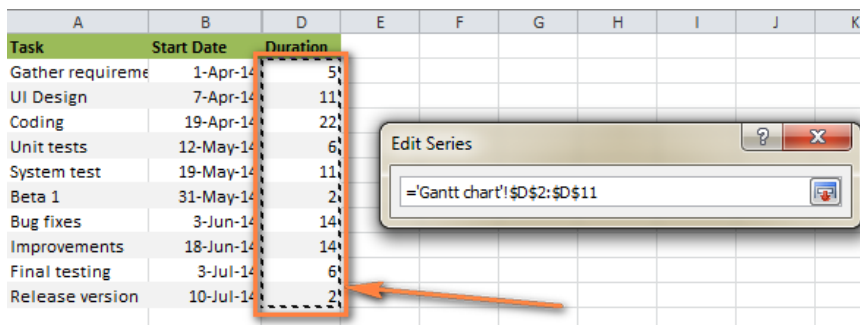 A B D E F G H I J K
Task Start Date Duration
Gather requireme 1-Apr-14 5
UI Design 7-Apr-14 11
Coding 19-Apr-14 22
Unit tests 12-May-14 6
System test 19-May-14 11
Beta 1 31-May-14 2
Bug fixes 3-Jun-14 14
Improvements 18-Jun-14 14
Final testing 3-Jul-14 6
Release version 10-Jul-14 2
Edit Series
='Gantt chart'!$D$2:$D$11